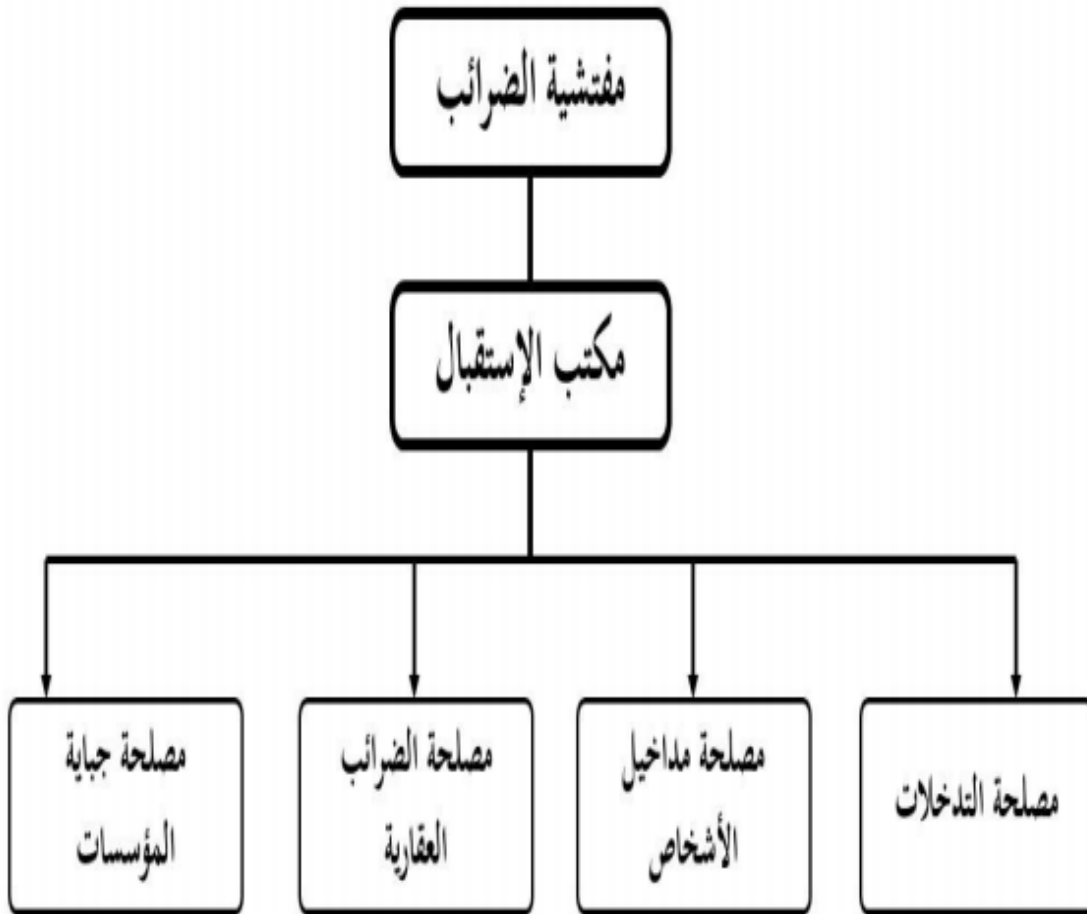 مفتشية الضرائب
مكتب الإستقبال
مصلحة التدخلات
مصلحة مداخيل
الأشخاص
مصلحة الضرائب
العقارية
مصلحة جباية
المؤسسات